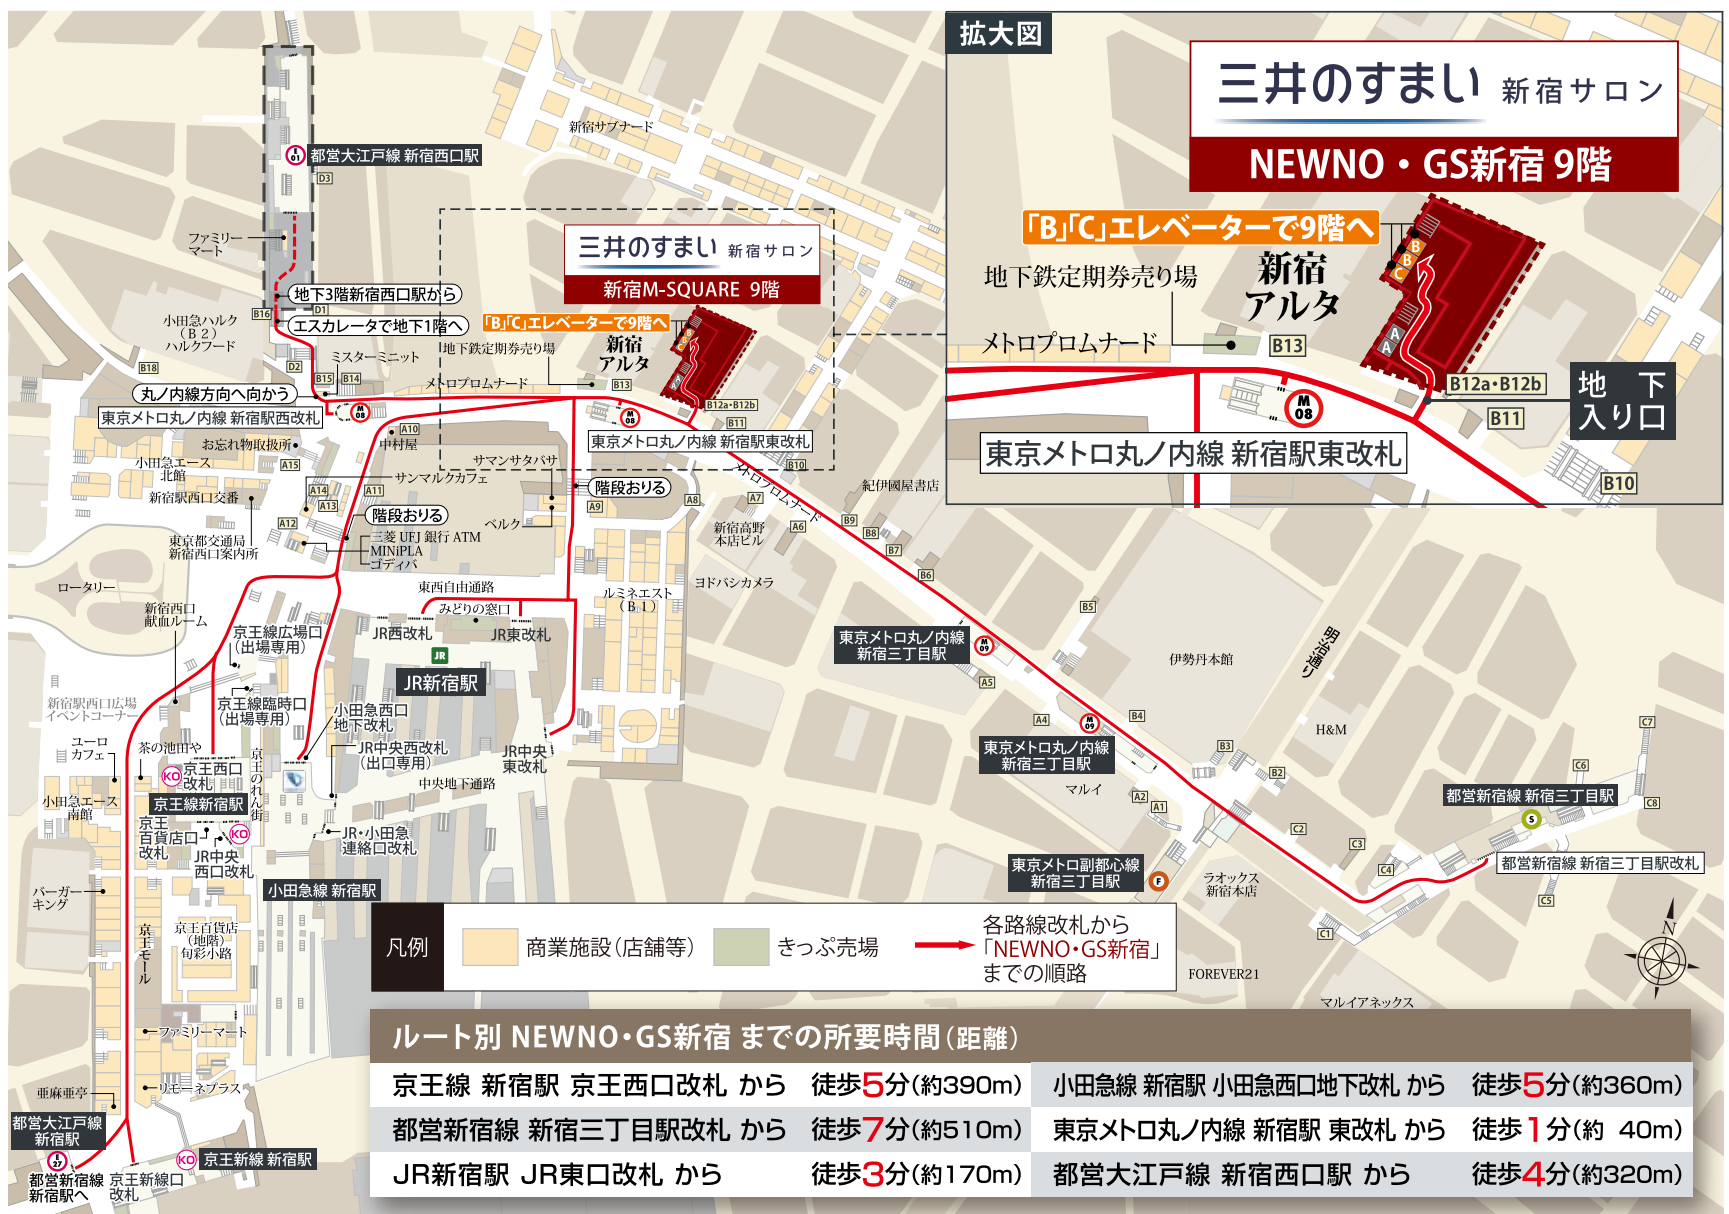 拡大図
三井のすまい 新宿サロン
NEWNO・GS新宿 9階
「B」「C」エレベーターで9階へ
地下鉄定期券売り場
新宿
アルタ
メトロプロムナード
B13
B
B
C
A
A
B12a・B12b
地下
入り口
B11
M
08
東京メトロ丸ノ内線 新宿駅東改札
B10
新宿サブナード
E
01
都営大江戸線 新宿西口駅
D3
ファミリー
マート
三井のすまい 新宿サロン
新宿M-SQUARE 9階
地下3階新宿西口駅から
D1
B16
エスカレータで地下1階へ
「B」「C」エレベーターで9階へ
小田急ハルク
(B2)
ハルクフード
地下鉄定期券売り場
新宿
アルタ
ミスターミニット
B18
D2
B15
B14
メトロプロムナード
B13
丸ノ内線方向へ向かう
B12a・B12b
東京メトロ丸ノ内線 新宿駅西改札
M
08
M
08
B11
A10
お忘れ物取扱所
中村屋
東京メトロ丸ノ内線 新宿駅東改札
小田急エース
北館
A15
サマンサタバサ
B10
メトロプロムナード
サンマルクカフェ
新宿駅西口交番
A14
A11
階段おりる
紀伊國屋書店
A13
A8
A7
A9
階段おりる
A12
ベルク
新宿高野
本店ビル
A6
B9
B8
東京都交通局
新宿西口案内所
三菱UFJ銀行ATM
MINiPLA
ゴディバ
B7
ロータリー
東西自由通路
ヨドバシカメラ
B6
ルミネエスト
(B1)
新宿西口
献血ルーム
みどりの窓口
B5
京王線広場口
(出場専用)
JR西改札
JR東改札
東京メトロ丸ノ内線
新宿三丁目駅
M
09
明治通り
伊勢丹本館
JR
JR新宿駅
A5
新宿駅西口広場
イベントコーナー
京王線臨時口
(出場専用)
小田急西口
地下改札
A4
M
09
B4
C7
H&M
ユーロ
カフェ
茶の池田や
京王のれん街
JR中央西改札
(出口専用)
JR中央
東改札
東京メトロ丸ノ内線
新宿三丁目駅
B3
KO
京王西口
改札
中央地下通路
B2
C6
小田急エース
南館
京王線新宿駅
マルイ
A2
A1
都営新宿線 新宿三丁目駅
C8
京王
百貨店口
改札
KO
JR・小田急
連絡口改札
S
C2
C3
JR中央
西口改札
東京メトロ副都心線
新宿三丁目駅
F
C4
都営新宿線 新宿三丁目駅改札
小田急線 新宿駅
ラオックス
新宿本店
バーガー
キング
C5
京王モール
京王百貨店
(地階)
旬彩小路
凡例
商業施設(店舗等)
きっぷ売場
各路線改札から
「NEWNO・GS新宿」
までの順路
C1
N
FOREVER21
マルイアネックス
ファミリーマート
リモーネプラス
亜麻亜亭
都営大江戸線
新宿駅
E
27
KO
京王新線 新宿駅
都営新宿線
新宿駅へ
京王新線口
改札
ルート別 NEWNO・GS新宿 までの所要時間(距離)
京王線 新宿駅 京王西口改札 から 徒歩5分(約390m)
小田急線 新宿駅 小田急西口地下改札 から 徒歩5分(約360m)
都営新宿線 新宿三丁目駅改札 から 徒歩7分(約510m)
東京メトロ丸ノ内線 新宿駅 東改札 から 徒歩1分(約 40m)
JR新宿駅 JR東口改札 から 徒歩3分(約170m)
都営大江戸線 新宿西口駅 から 徒歩4分(約320m)